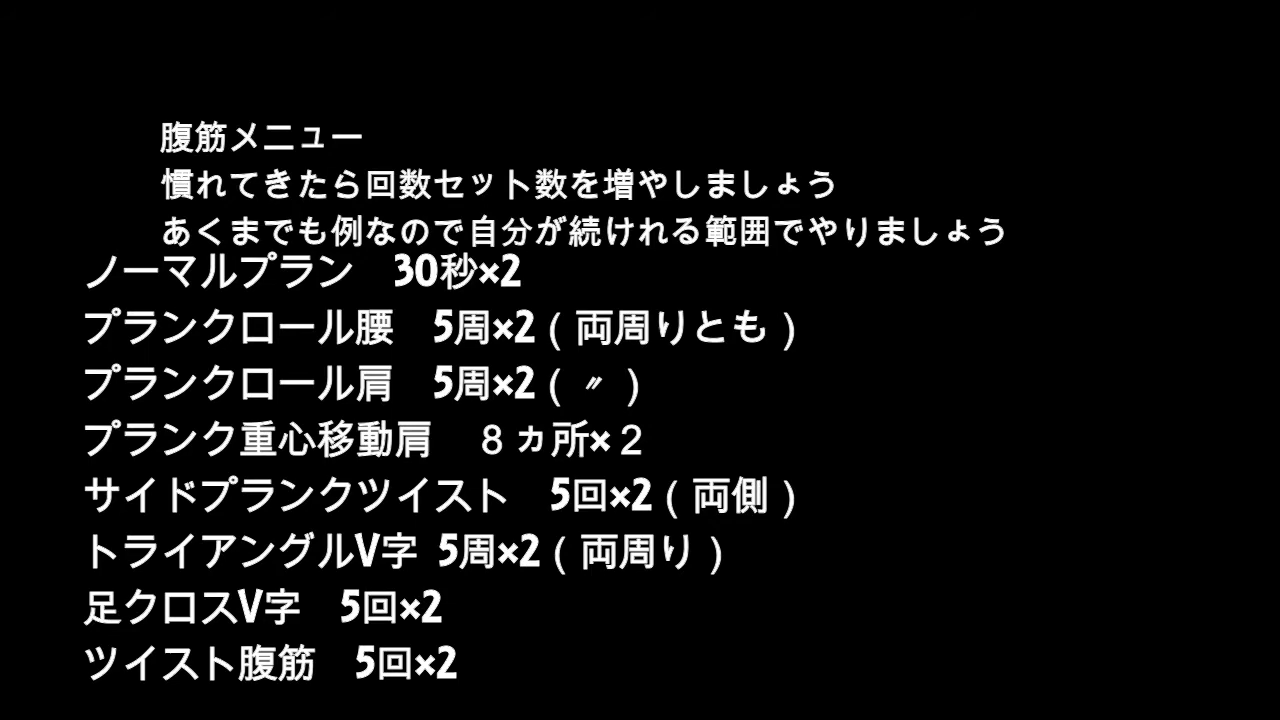 腹筋メニュー
慣れてきたら回数セット数を増やしましょう
あくまでも例なので自分が続けれる範囲でやりましょう
ノーマルプラン　30秒×2
プランクロール腰　5周×2（両周りとも）
プランクロール肩　5周×2（〃）
プランク重心移動肩　８ヵ所×２
サイドプランクツイスト　5回×2（両側）
トライアングルV字 5周×2（両周り）
足クロスV字　5回×2
ツイスト腹筋　5回×2